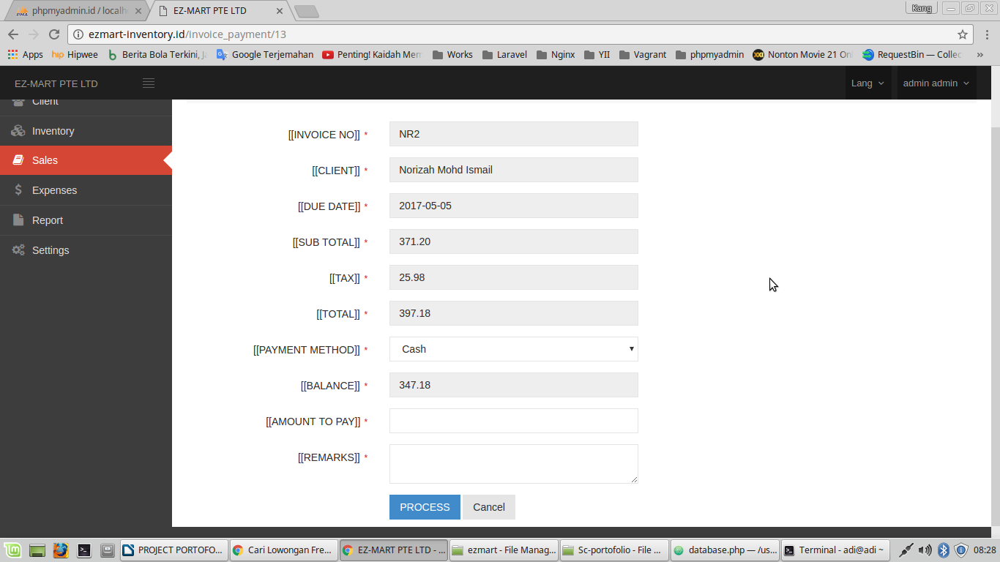 phpmyadmin.id / localh
EZ-MART PTE LTD
Kang
ezmart-inventory.id/invoice_payment/13
Apps
hip Hipwee
Berita Bola Terkini, J
Google Terjemahan
Penting! Kaidah Mem
Works
Laravel
Nginx
YII
Vagrant
phpmyadmin
Nonton Movie 21 On
RequestBin — Collec
»
EZ-MART PTE LTD
Lang
admin admin
Client
Inventory
Sales
Expenses
Report
Settings
[[INVOICE NO]] * NR2
[[CLIENT]] * Norizah Mohd Ismail
[[DUE DATE]] * 2017-05-05
[[SUB TOTAL]] * 371.20
[[TAX]] * 25.98
[[TOTAL]] * 397.18
[[PAYMENT METHOD]] * Cash
[[BALANCE]] * 347.18
[[AMOUNT TO PAY]] *
[[REMARKS]] *
PROCESS Cancel
PROJECT PORTOFO...
Cari Lowongan Fre...
EZ-MART PTE LTD - ...
ezmart - File Manag...
Sc-portofolio - File ...
database.php — /us...
Terminal - adi@adi ~
08:28